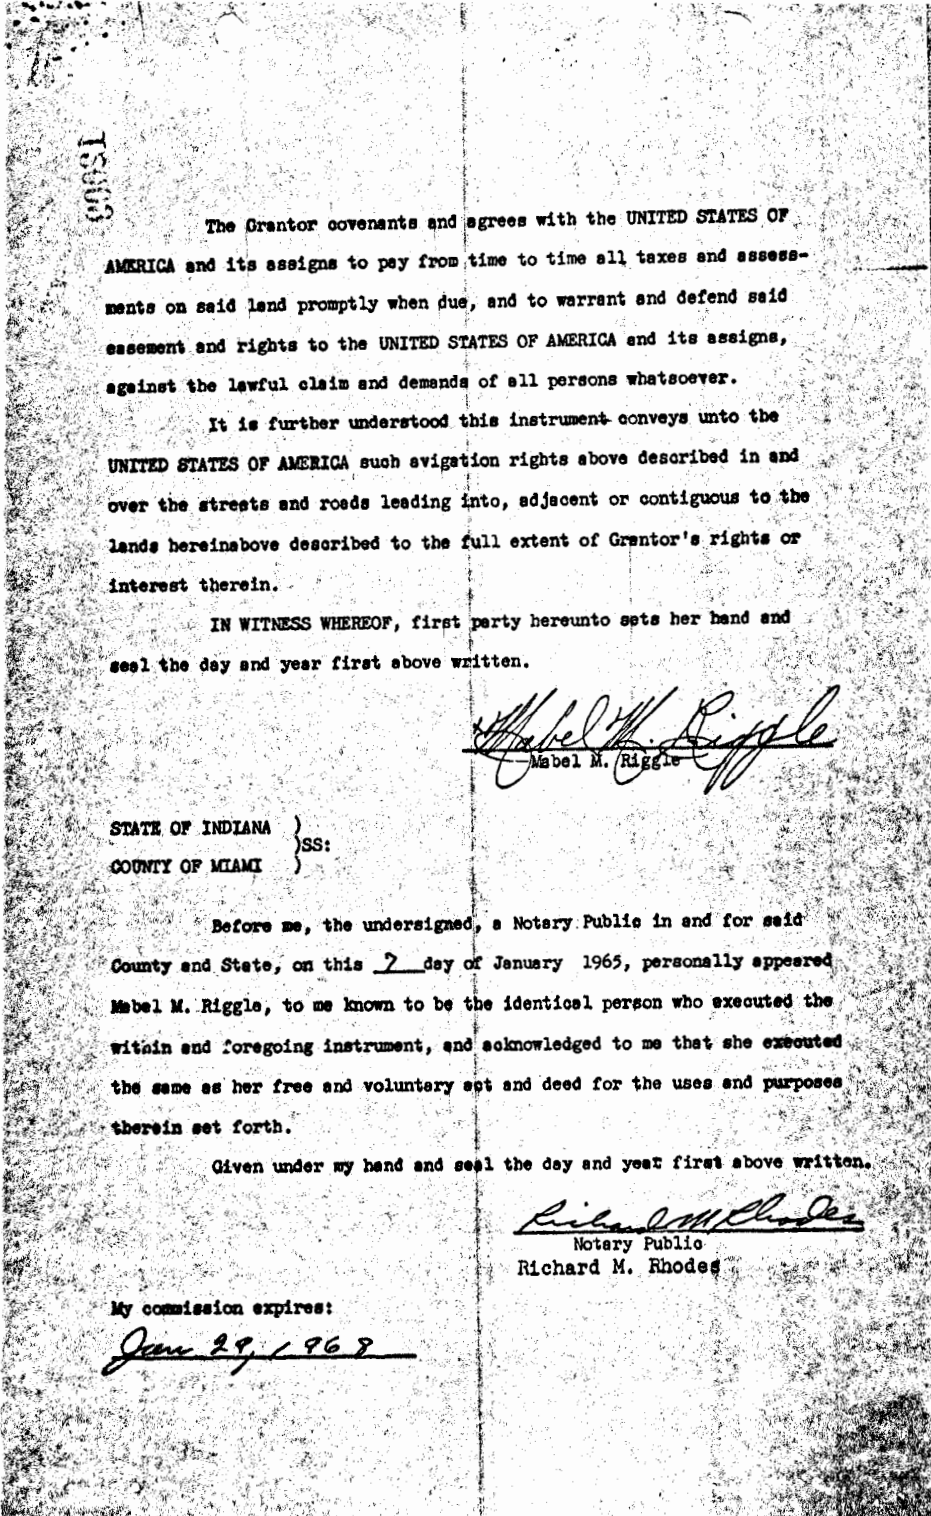 The Grantor covenants and agrees with the UNITED STATES OF
AMERICA and its assigns to pay from time to time all taxes and assess-
ments on said land promptly when due, and to warrant and defend said
easement and rights to the UNITED STATES OF AMERICA and its assigns,
against the lawful claim and demands of all persons whatsoever.
It is further understood this instrument conveys unto the
UNITED STATES OF AMERICA such avigation rights above described in and
over the streets and roads leading into, adjacent or contiguous to the
lands hereinabove described to the full extent of Grantor's rights or
interest therein.
IN WITNESS WHEREOF, first party hereunto sets her hand and
seal the day and year first above written.
Mabel M. Riggle
Mabel M. Riggle
STATE OF INDIANA )
)SS:
COUNTY OF MIAMI )
Before me, the undersigned, a Notary Public in and for said
County and State, on this 7 day of January 1965, personally appeared
Mabel M. Riggle, to me known to be the identical person who executed the
within and foregoing instrument, and acknowledged to me that she executed
the same as her free and voluntary act and deed for the uses and purposes
therein set forth.
Given under my hand and seal the day and year first above written.
Richard M Rhodes
Notary Public
Richard M. Rhodes
My commission expires:
Jan 29, 1968